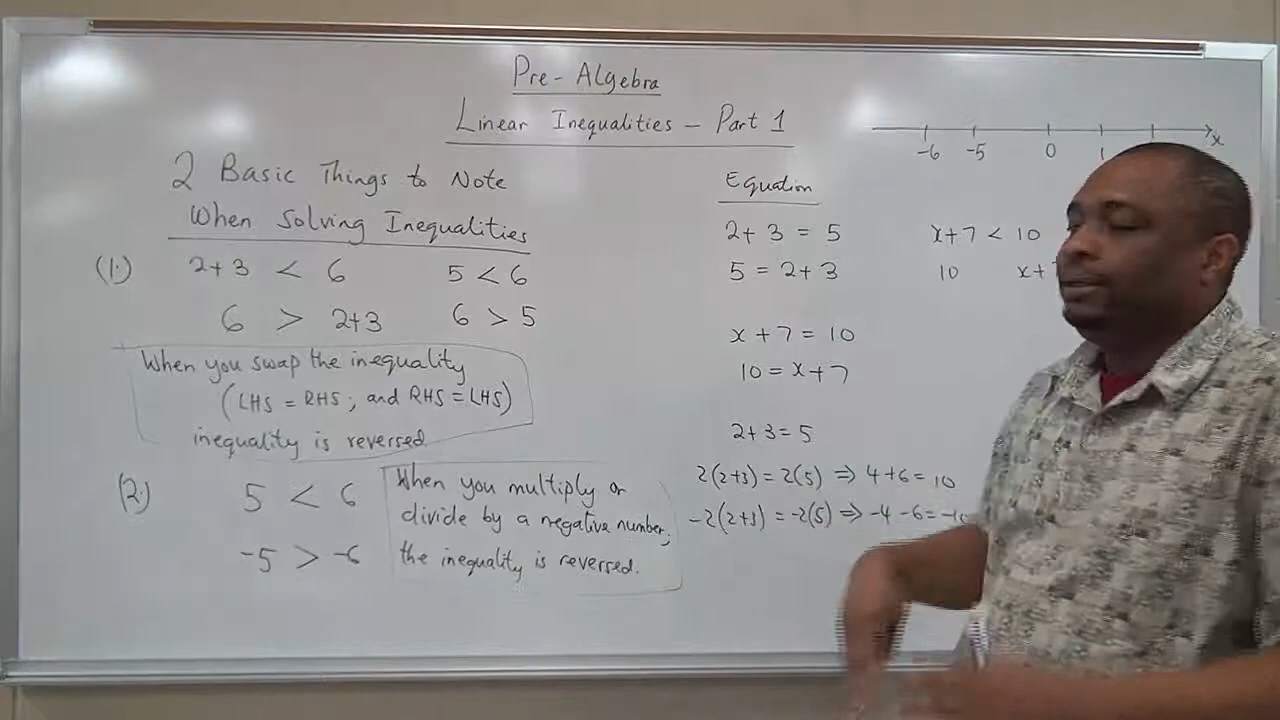 Pre-Algebra
Linear Inequalities - Part 1
2 Basic Things to Note
When Solving Inequalities
(1.) 2+3 < 6 5 < 6
6 > 2+3 6 > 5
When you swap the inequality
(LHS = RHS; and RHS = LHS)
inequality is reversed
(2.) 5 < 6
-5 > -6
When you multiply or
divide by a negative number,
the inequality is reversed.
Equation
2+3 = 5
5 = 2+3
x+7 = 10
10 = x+7
2+3=5
2(2+3) = 2(5) ⇒ 4+6=10
-2(2+3) = -2(5) ⇒ -4-6=-10
-6 -5 0 1 x
x+7 < 10
10 x+